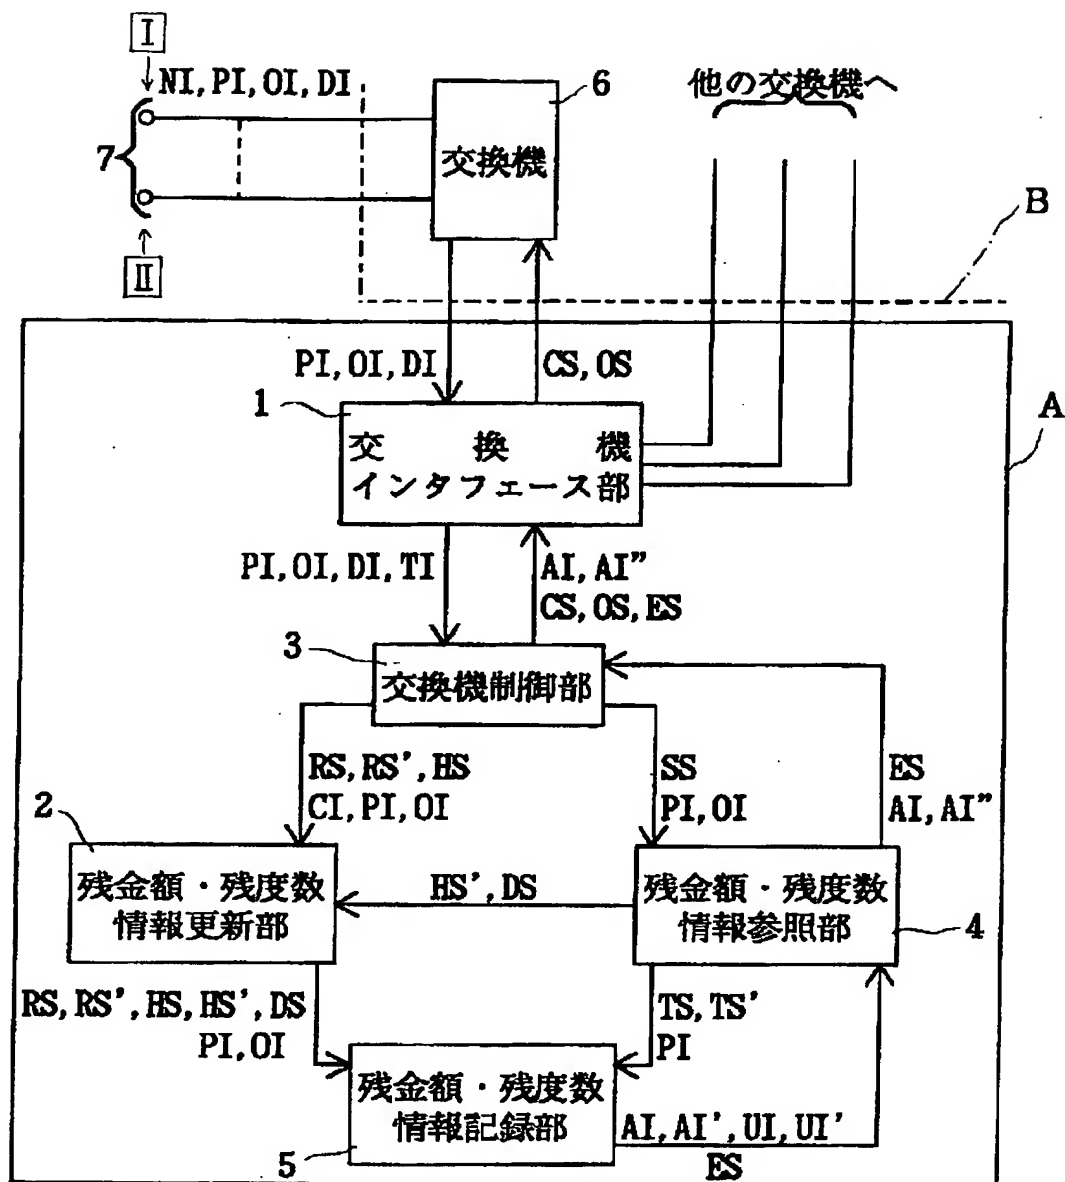 I
NI, PI, OI, DI
7
II
6
交換機
他の交換機へ
B
PI, OI, DI
CS, OS
1
交換機
インタフェース部
A
PI, OI, DI, TI
AI, AI”
CS, OS, ES
3
交換機制御部
RS, RS’, HS
CI, PI, OI
SS
PI, OI
ES
AI, AI”
2
残金額・残度数
情報更新部
HS’, DS
残金額・残度数
情報参照部
4
RS, RS’, HS, HS’, DS
PI, OI
TS, TS’
PI
残金額・残度数
情報記録部
5
AI, AI’, UI, UI’
ES